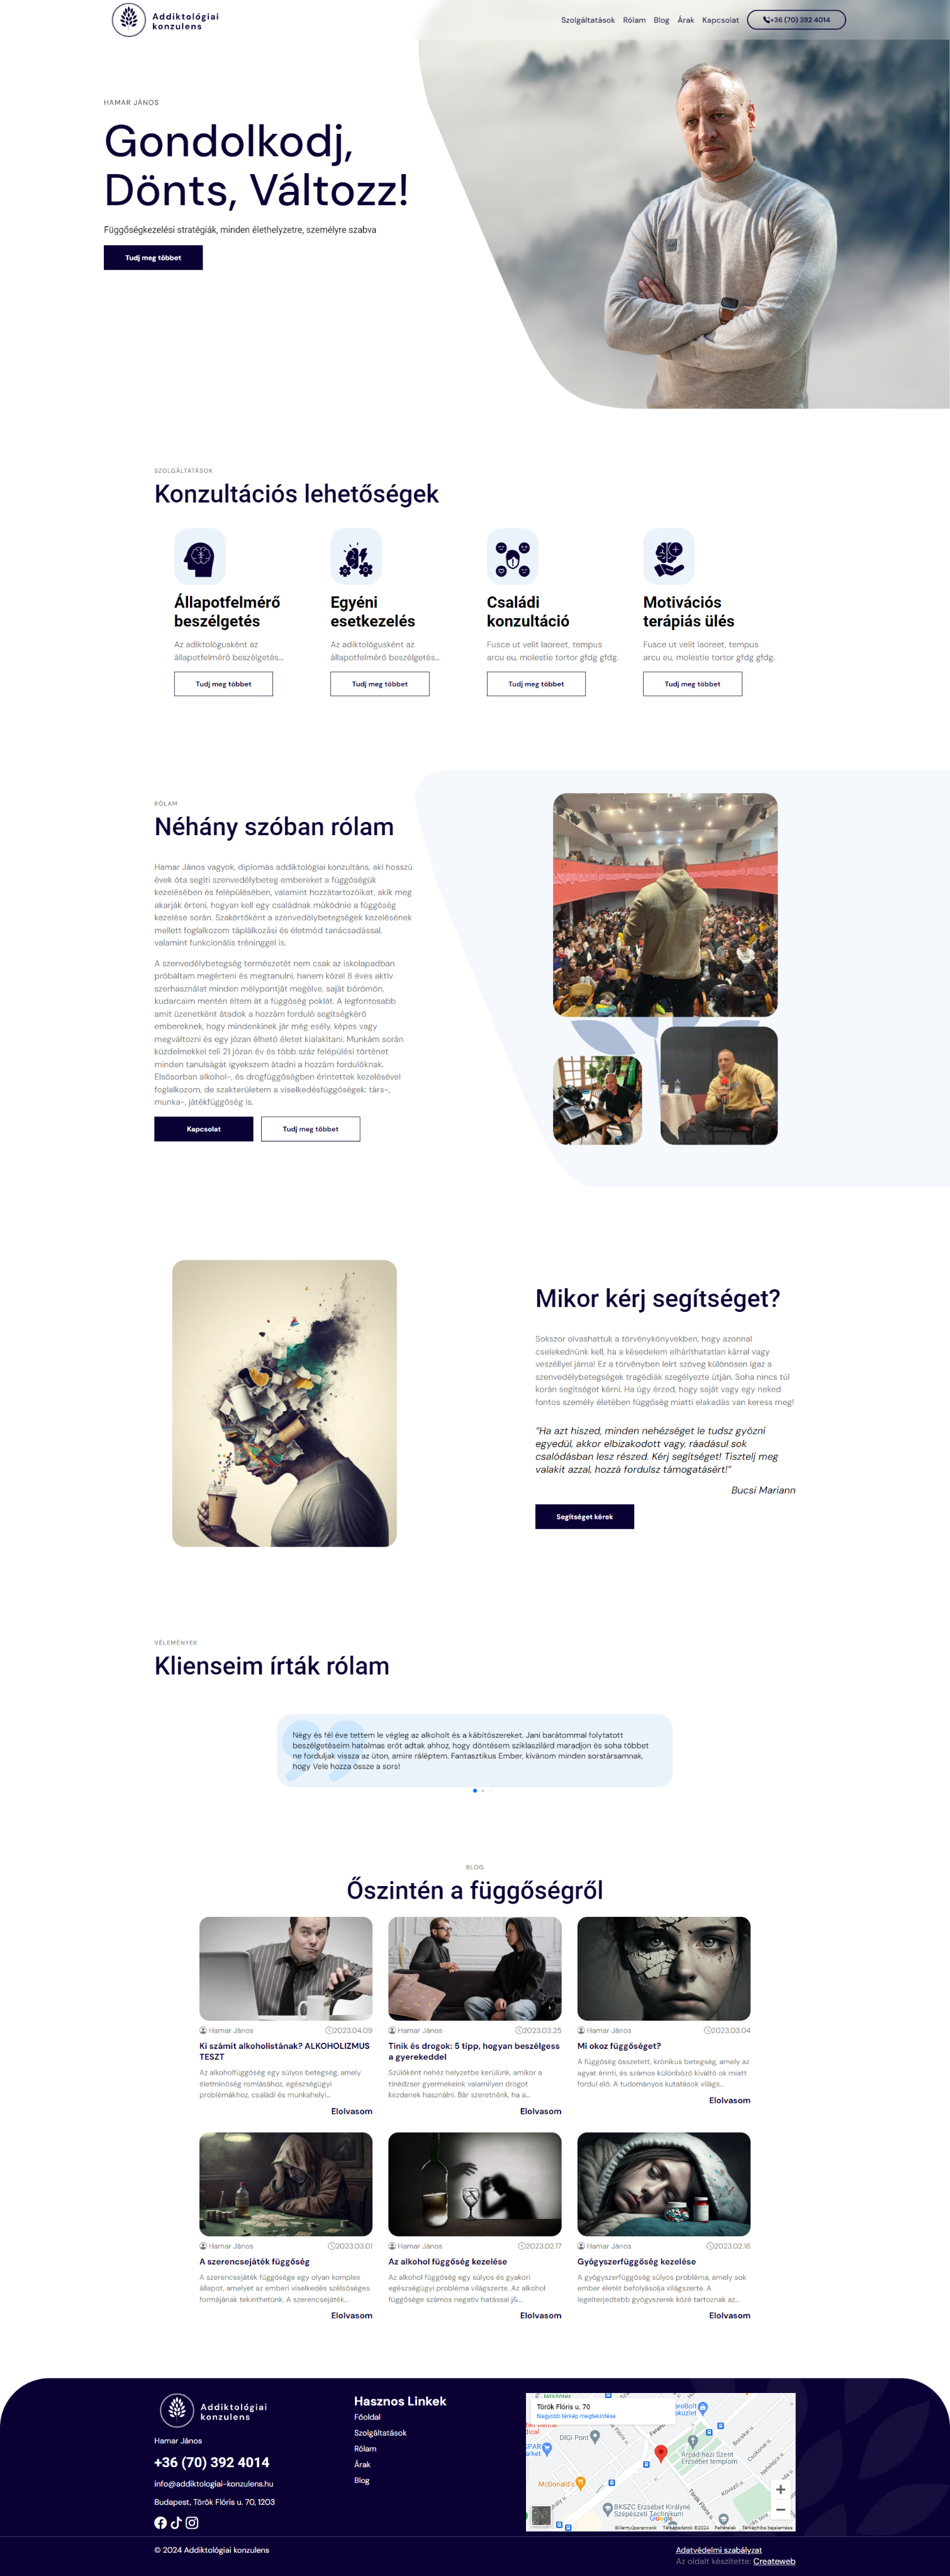 Addiktológiai
konzulens
Szolgáltatások Rólam Blog Árak Kapcsolat +36 (70) 392 4014
HAMAR JÁNOS
Gondolkodj,
Dönts, Változz!
Függőségkezelési stratégiák, minden élethelyzetre, személyre szabva
Tudj meg többet
SZOLGÁLTATÁSOK
Konzultációs lehetőségek
Állapotfelmérő
beszélgetés
Az adiktológusként az
állapotfelmérő beszélgetés...
Tudj meg többet
Egyéni
esetkezelés
Az adiktológusként az
állapotfelmérő beszélgetés...
Tudj meg többet
Családi
konzultáció
Fusce ut velit laoreet, tempus
arcu eu, molestie tortor gfdg gfdg.
Tudj meg többet
Motivációs
terápiás ülés
Fusce ut velit laoreet, tempus
arcu eu, molestie tortor gfdg gfdg.
Tudj meg többet
RÓLAM
Néhány szóban rólam
Hamar János vagyok, diplomás addiktológiai konzultáns, aki hosszú
évek óta segíti szenvedélybeteg embereket a függőségük
kezelésében és felépülésében, valamint hozzátartozóikat, akik meg
akarják érteni, hogyan kell egy családnak működnie a függőség
kezelése során. Szakértőként a szenvedélybetegségek kezelésének
mellett foglalkozom táplálkozási és életmód tanácsadással,
valamint funkcionális tréninggel is.
A szenvedélybetegség természetét nem csak az iskolapadban
próbáltam megérteni és megtanulni, hanem közel 8 éves aktív
szerhasználat minden mélypontját megélve, saját bőrömön,
kudarcaim mentén éltem át a függőség poklát. A legfontosabb
amit üzenetként átadok a hozzám forduló segítségkérő
embereknek, hogy mindenkinek jár még esély, képes vagy
megváltozni és egy józan élhető életet kialakítani. Munkám során
küzdelmekkel teli 21 józan év és több száz felépülési történet
minden tanulságát igyekszem átadni a hozzám fordulóknak.
Elsősorban alkohol-, és drogfüggőségben érintettek kezelésével
foglalkozom, de szakterületem a viselkedésfüggőségek: társ-,
munka-, játékfüggőség is.
Kapcsolat
Tudj meg többet
Mikor kérj segítséget?
Sokszor olvashattuk a törvénykönyvekben, hogy azonnal
cselekednünk kell, ha a késedelem elháríthatatlan kárral vagy
veszéllyel járna! Ez a törvényben leírt szöveg különösen igaz a
szenvedélybetegségek tragédiák szegélyezte útján. Soha nincs túl
korán segítséget kérni. Ha úgy érzed, hogy saját vagy egy neked
fontos személy életében függőség miatti elakadás van keress meg!
“Ha azt hiszed, minden nehézséget le tudsz győzni
egyedül, akkor elbizakodott vagy, ráadásul sok
csalódásban lesz részed. Kérj segítséget! Tisztelj meg
valakit azzal, hozzá fordulsz támogatásért!”
Bucsi Mariann
Segítséget kérek
VÉLEMÉNYEK
Klienseim írták rólam
Négy és fél éve tettem le végleg az alkoholt és a kábítószereket. Jani barátommal folytatott
beszélgetéseim hatalmas erőt adtak ahhoz, hogy döntésem sziklaszilárd maradjon és soha többet
ne forduljak vissza az úton, amire ráléptem. Fantasztikus Ember, kívánom minden sorstársamnak,
hogy Vele hozza össze a sors!
BLOG
Őszintén a függőségről
Hamar János 2023.04.09
Ki számít alkoholistának? ALKOHOLIZMUS
TESZT
Az alkoholfüggőség egy súlyos betegség, amely
életminőség romlásához, egészségügyi
problémákhoz, családi és munkahelyi...
Elolvasom
Hamar János 2023.03.25
Tinik és drogok: 5 tipp, hogyan beszélgess
a gyerekeddel
Szülőként nehéz helyzetbe kerülünk, amikor a
tinédzser gyermekeink valamilyen drogot
kezdenek használni. Bár szeretnénk, ha a...
Elolvasom
Hamar János 2023.03.04
Mi okoz függőséget?
A függőség összetett, krónikus betegség, amely az
agyat érinti, és számos különböző kiváltó ok miatt
fordul elő. A tudományos kutatások világs...
Elolvasom
Hamar János 2023.03.01
A szerencsejáték függőség
A szerencsejáték függősége egy olyan komplex
állapot, amelyet az emberi viselkedés szélsőséges
formájának tekinthetünk. A szerencsejáték...
Elolvasom
Hamar János 2023.02.17
Az alkohol függőség kezelése
Az alkohol függőség egy súlyos és gyakori
egészségügyi probléma világszerte. Az alkohol
függősége számos negatív hatással j&...
Elolvasom
Hamar János 2023.02.16
Gyógyszerfüggőség kezelése
A gyógyszerfüggőség súlyos probléma, amely sok
ember életét befolyásolja világszerte. A
legelterjedtebb gyógyszerek közé tartoznak az...
Elolvasom
Addiktológiai
konzulens
Hamar János
+36 (70) 392 4014
info@addiktologiai-konzulens.hu
Budapest, Török Flóris u. 70, 1203
Hasznos Linkek
Főoldal
Szolgáltatások
Rólam
Árak
Blog
Török Flóris u. 70
Nagyobb térkép megtekintése
DIGI Pont
McDonald's
Árpád-házi Szent
Erzsébet templom
BKSZC Erzsébet Királyné
Szépészeti Technikum
Google
Billentyűparancsok Térképadatok ©2024 Feltételek Térképhiba bejelentése
© 2024 Addiktológiai konzulens
Adatvédelmi szabályzat
Az oldalt készítette: Createweb